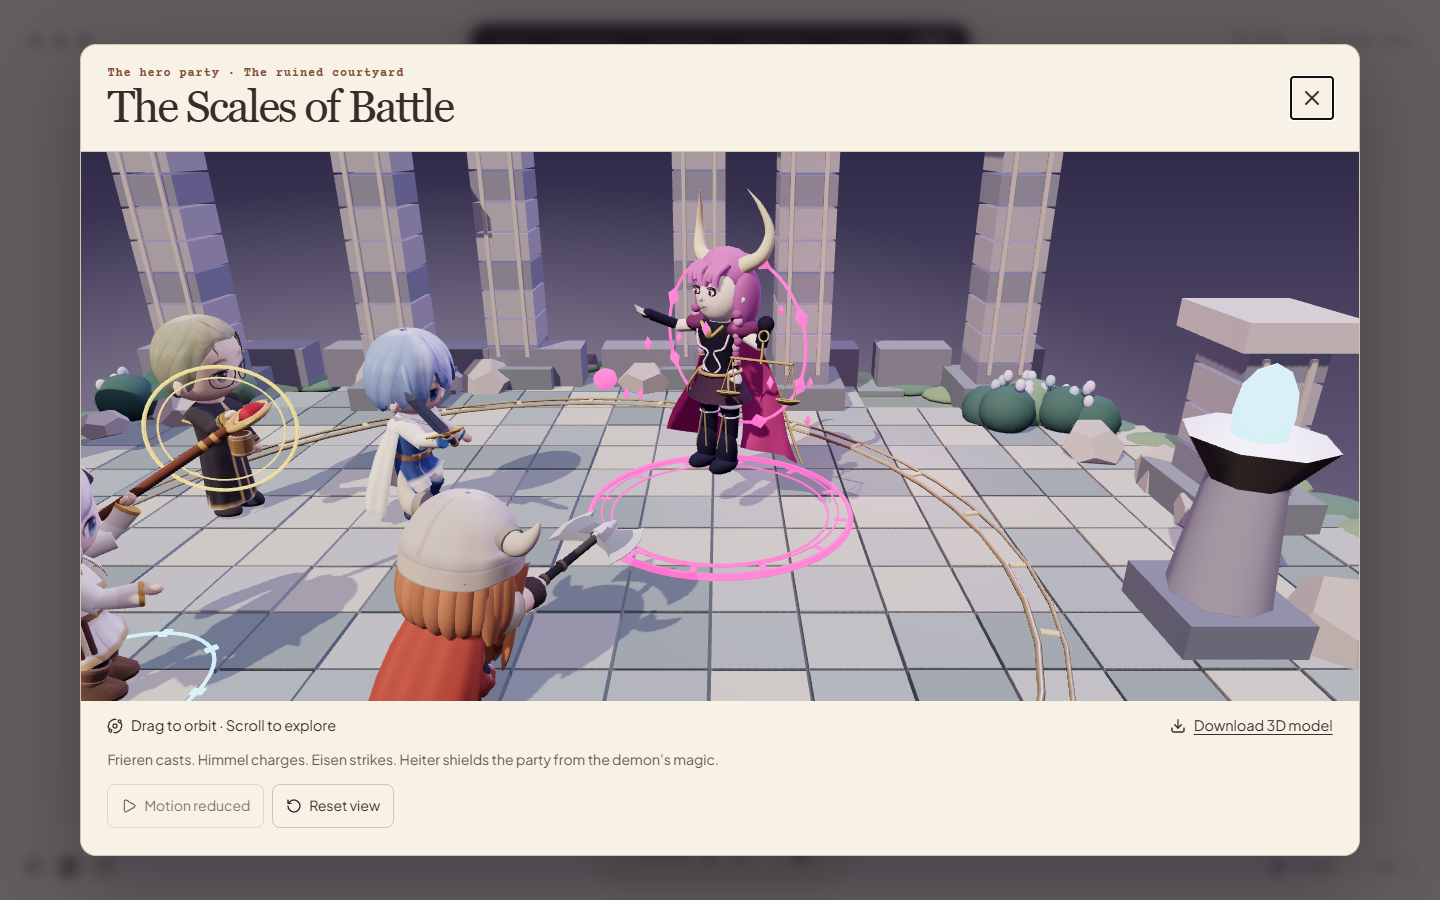 The hero party · The ruined courtyard
The Scales of Battle
Drag to orbit · Scroll to explore
Download 3D model
Frieren casts. Himmel charges. Eisen strikes. Heiter shields the party from the demon's magic.
Motion reduced
Reset view